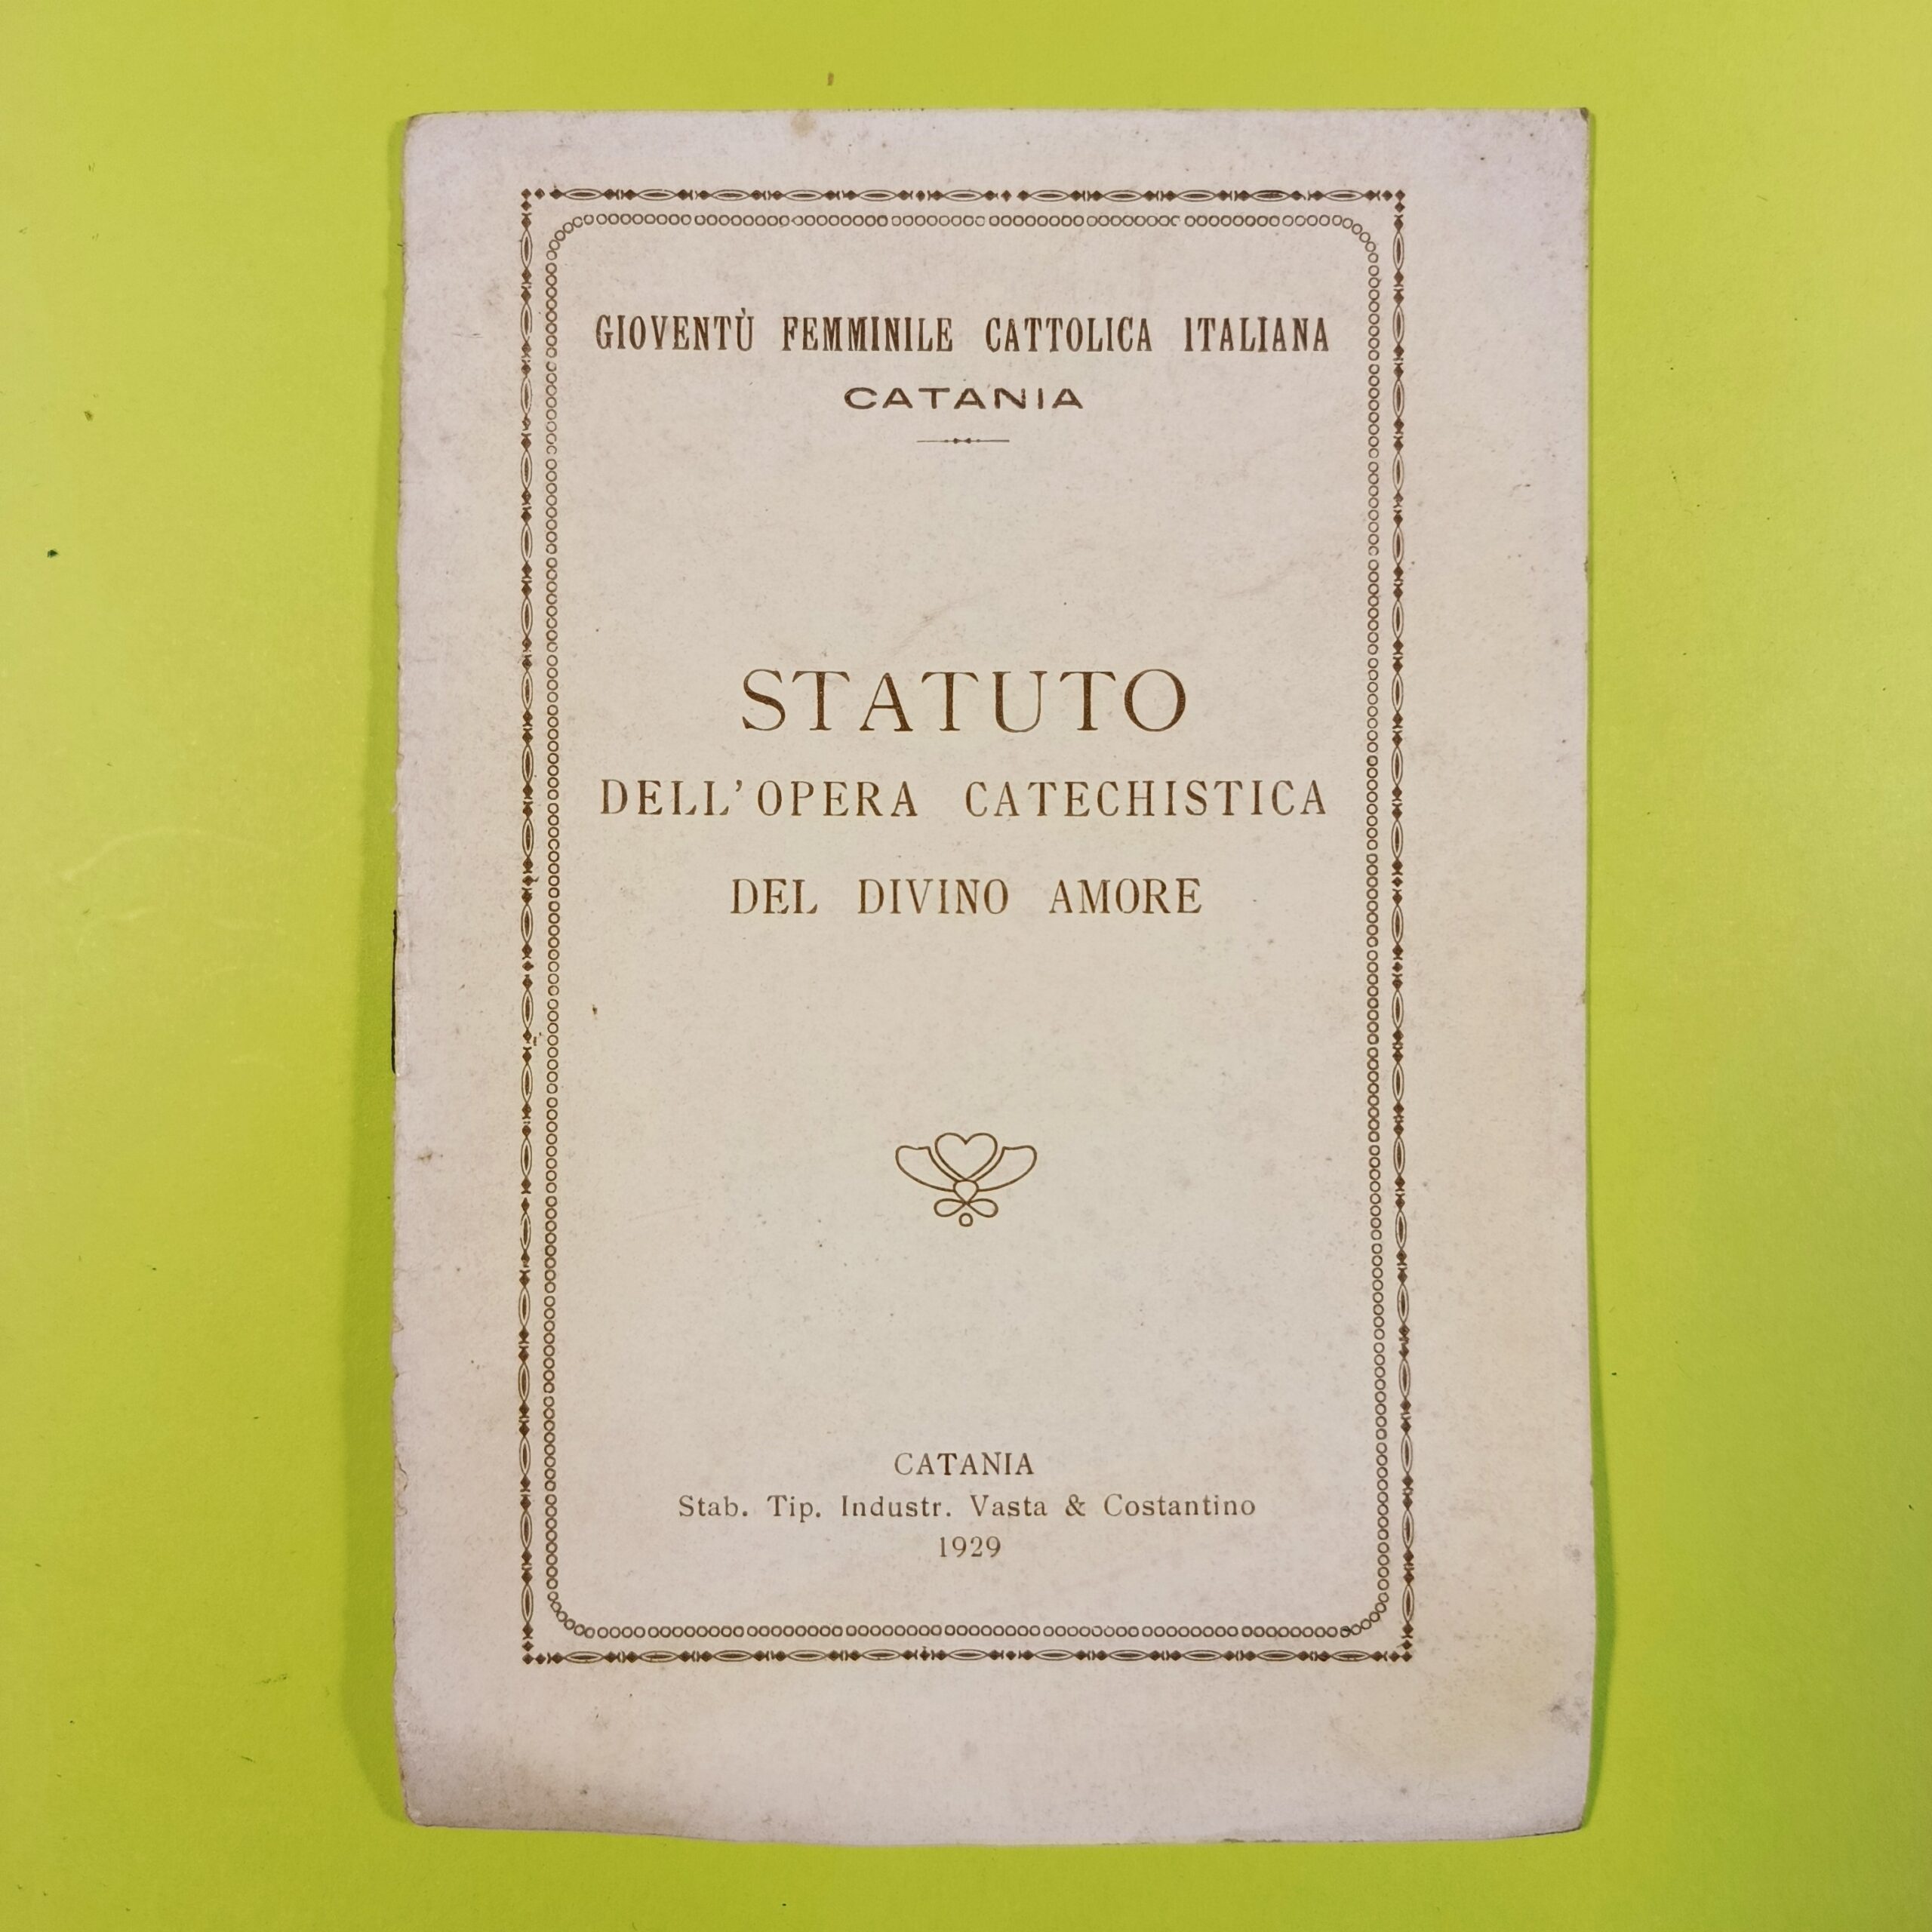 GIOVENTÙ FEMMINILE CATTOLICA ITALIANA
CATANIA
STATUTO
DELL'OPERA CATECHISTICA
DEL DIVINO AMORE
CATANIA
Stab. Tip. Industr. Vasta & Costantino
1929